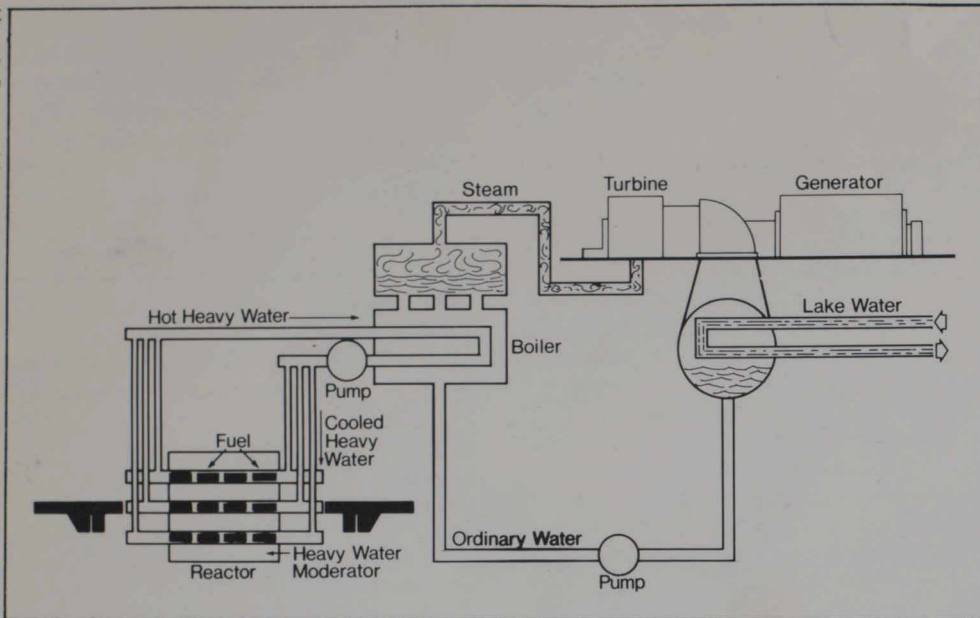 Steam
Turbine
Generator
Lake Water
Hot Heavy Water
Boiler
Pump
Cooled
Heavy
Water
Fuel
Ordinary Water
Pump
Heavy Water
Moderator
Reactor